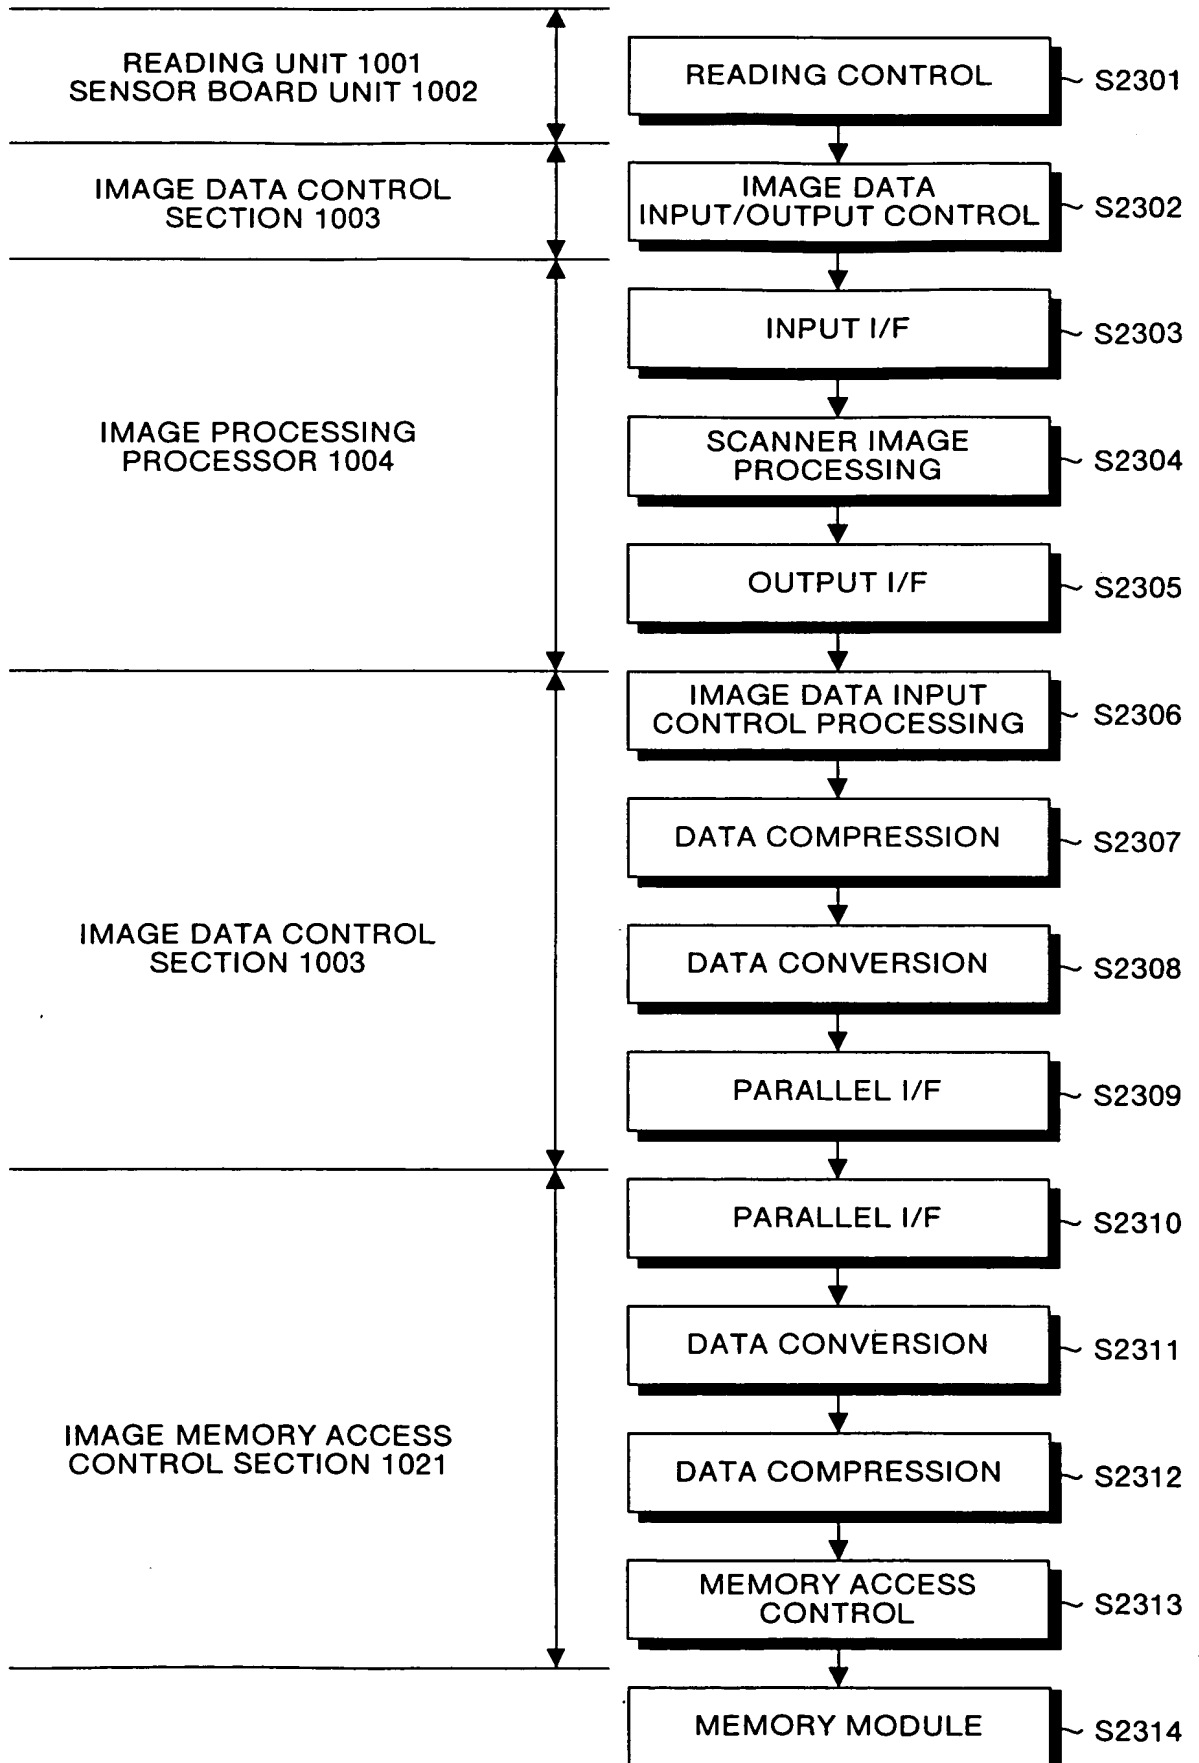 READING UNIT 1001
SENSOR BOARD UNIT 1002
READING CONTROL
S2301
IMAGE DATA CONTROL
SECTION 1003
IMAGE DATA
INPUT/OUTPUT CONTROL
S2302
INPUT I/F
S2303
IMAGE PROCESSING
PROCESSOR 1004
SCANNER IMAGE
PROCESSING
S2304
OUTPUT I/F
S2305
IMAGE DATA INPUT
CONTROL PROCESSING
S2306
DATA COMPRESSION
S2307
IMAGE DATA CONTROL
SECTION 1003
DATA CONVERSION
S2308
PARALLEL I/F
S2309
PARALLEL I/F
S2310
DATA CONVERSION
S2311
IMAGE MEMORY ACCESS
CONTROL SECTION 1021
DATA COMPRESSION
S2312
MEMORY ACCESS
CONTROL
S2313
MEMORY MODULE
S2314